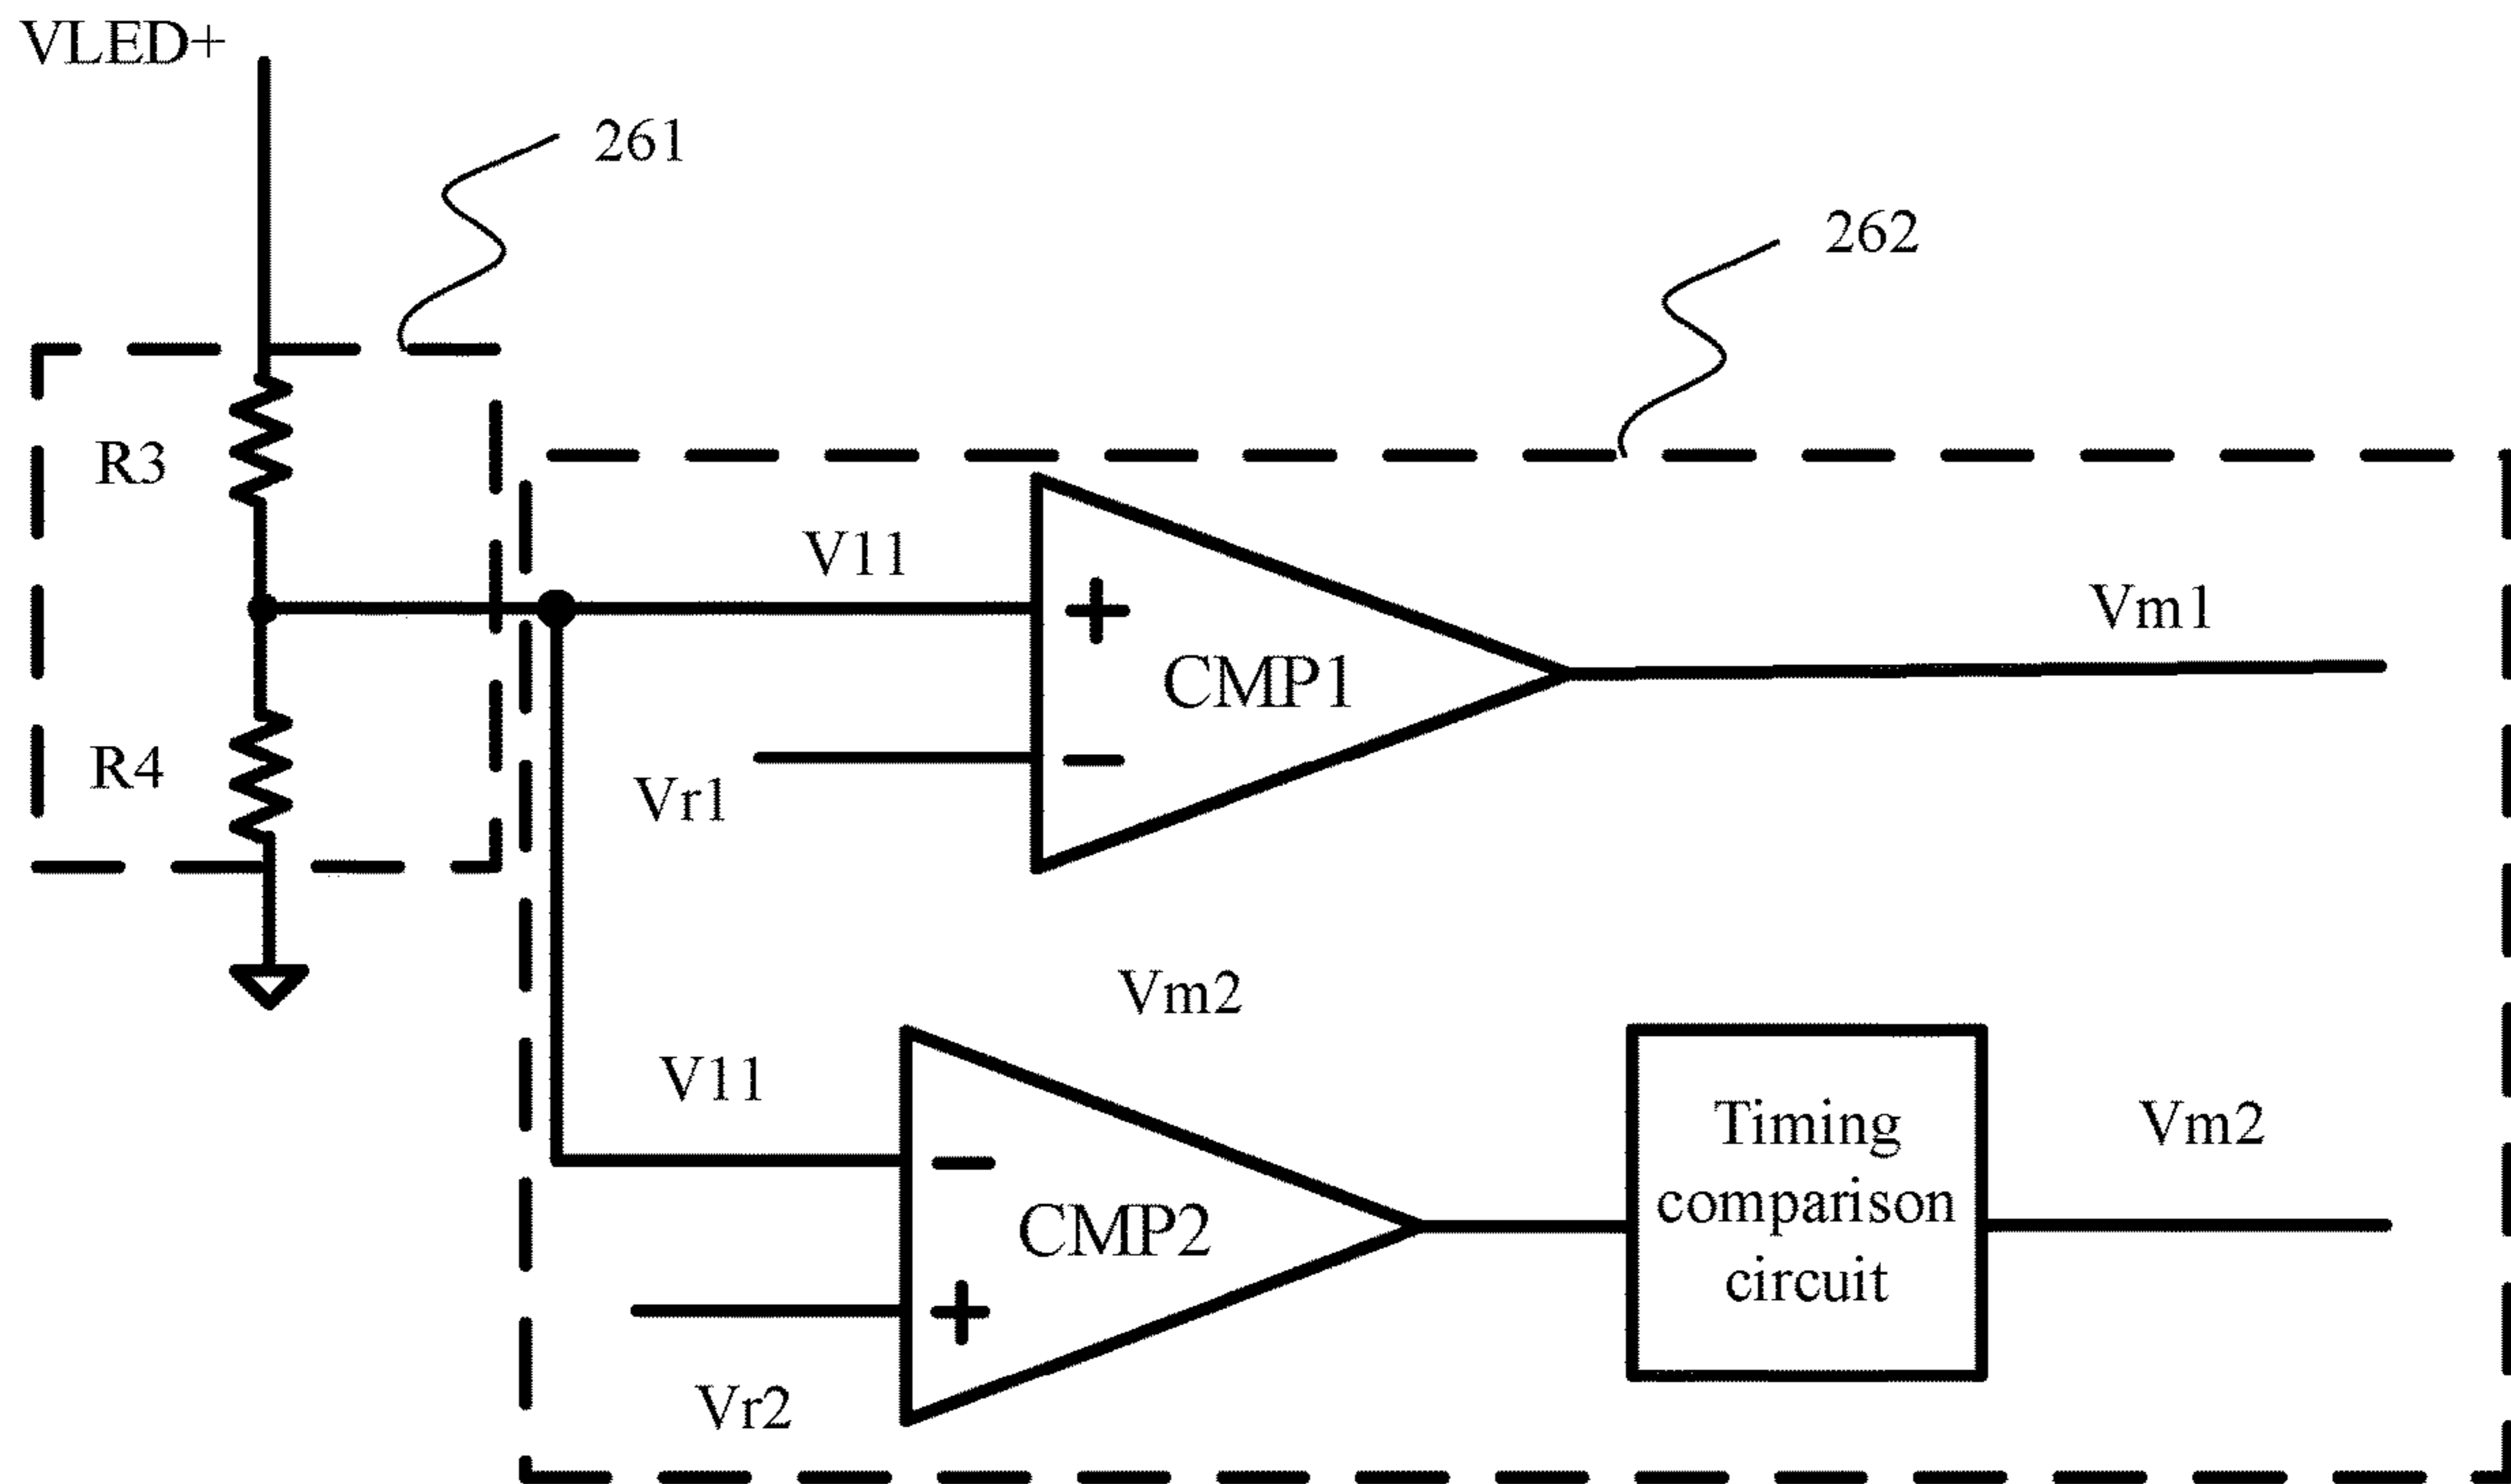 VLED+
261
262
R3
V11
Vm1
CMP1
R4
Vr1
Vm2
V11
Timing
comparison
circuit
Vm2
CMP2
Vr2